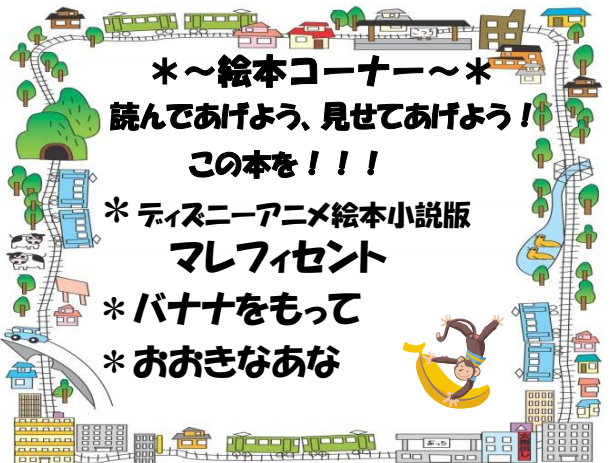 こっち
＊～絵本コーナー～＊
読んであげよう、見せてあげよう！
この本を！！！
＊ディズニーアニメ絵本小説版
マレフィセント
＊バナナをもって
＊おおきなあな